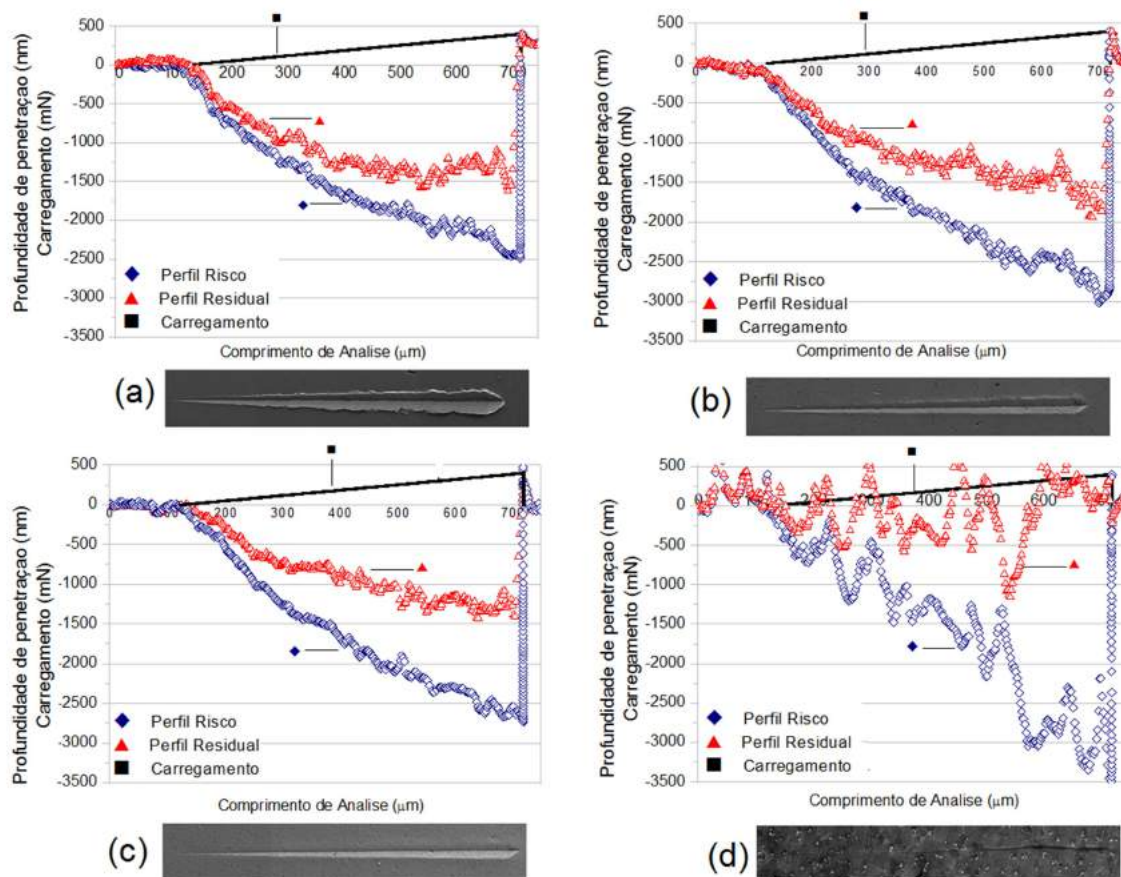 Profundidade de penetraçao (nm)
Carregamento (mN)
500
0
-500
-1000
-1500
-2000
-2500
-3000
-3500
0 100 200 300 400 500 600 700
Perfil Risco
Perfil Residual
Carregamento
Comprimento de Analise (μm)
(a)
Profundidade de penetraçao (nm)
Carregamento (mN)
500
0
-500
-1000
-1500
-2000
-2500
-3000
-3500
0 100 200 300 400 500 600 700
Perfil Risco
Perfil Residual
Carregamento
Comprimento de Analise (μm)
(b)
Profundidade de penetraçao (nm)
Carregamento (mN)
500
0
-500
-1000
-1500
-2000
-2500
-3000
-3500
0 100 200 300 400 500 600 700
Perfil Risco
Perfil Residual
Carregamento
Comprimento de Analise (μm)
(c)
Profundidade de penetraçao (nm)
Carregamento (mN)
500
0
-500
-1000
-1500
-2000
-2500
-3000
-3500
0 200 400 600
Perfil Risco
Perfil Residual
Carregamento
Comprimento de Analise (μm)
(d)